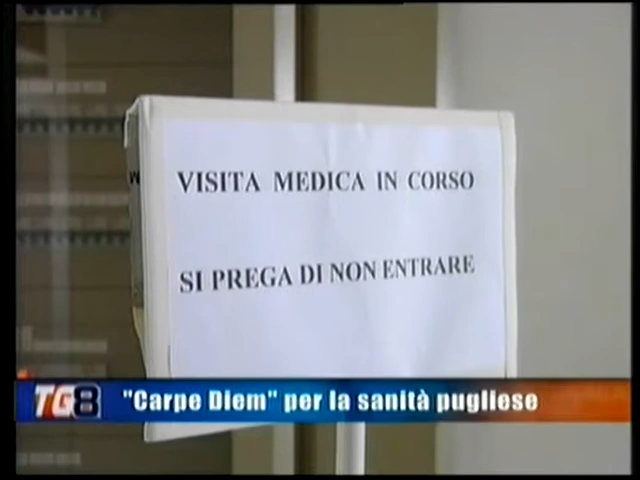 VISITA MEDICA IN CORSO
SI PREGA DI NON ENTRARE
TG8 "Carpe Diem" per la sanità pugliese